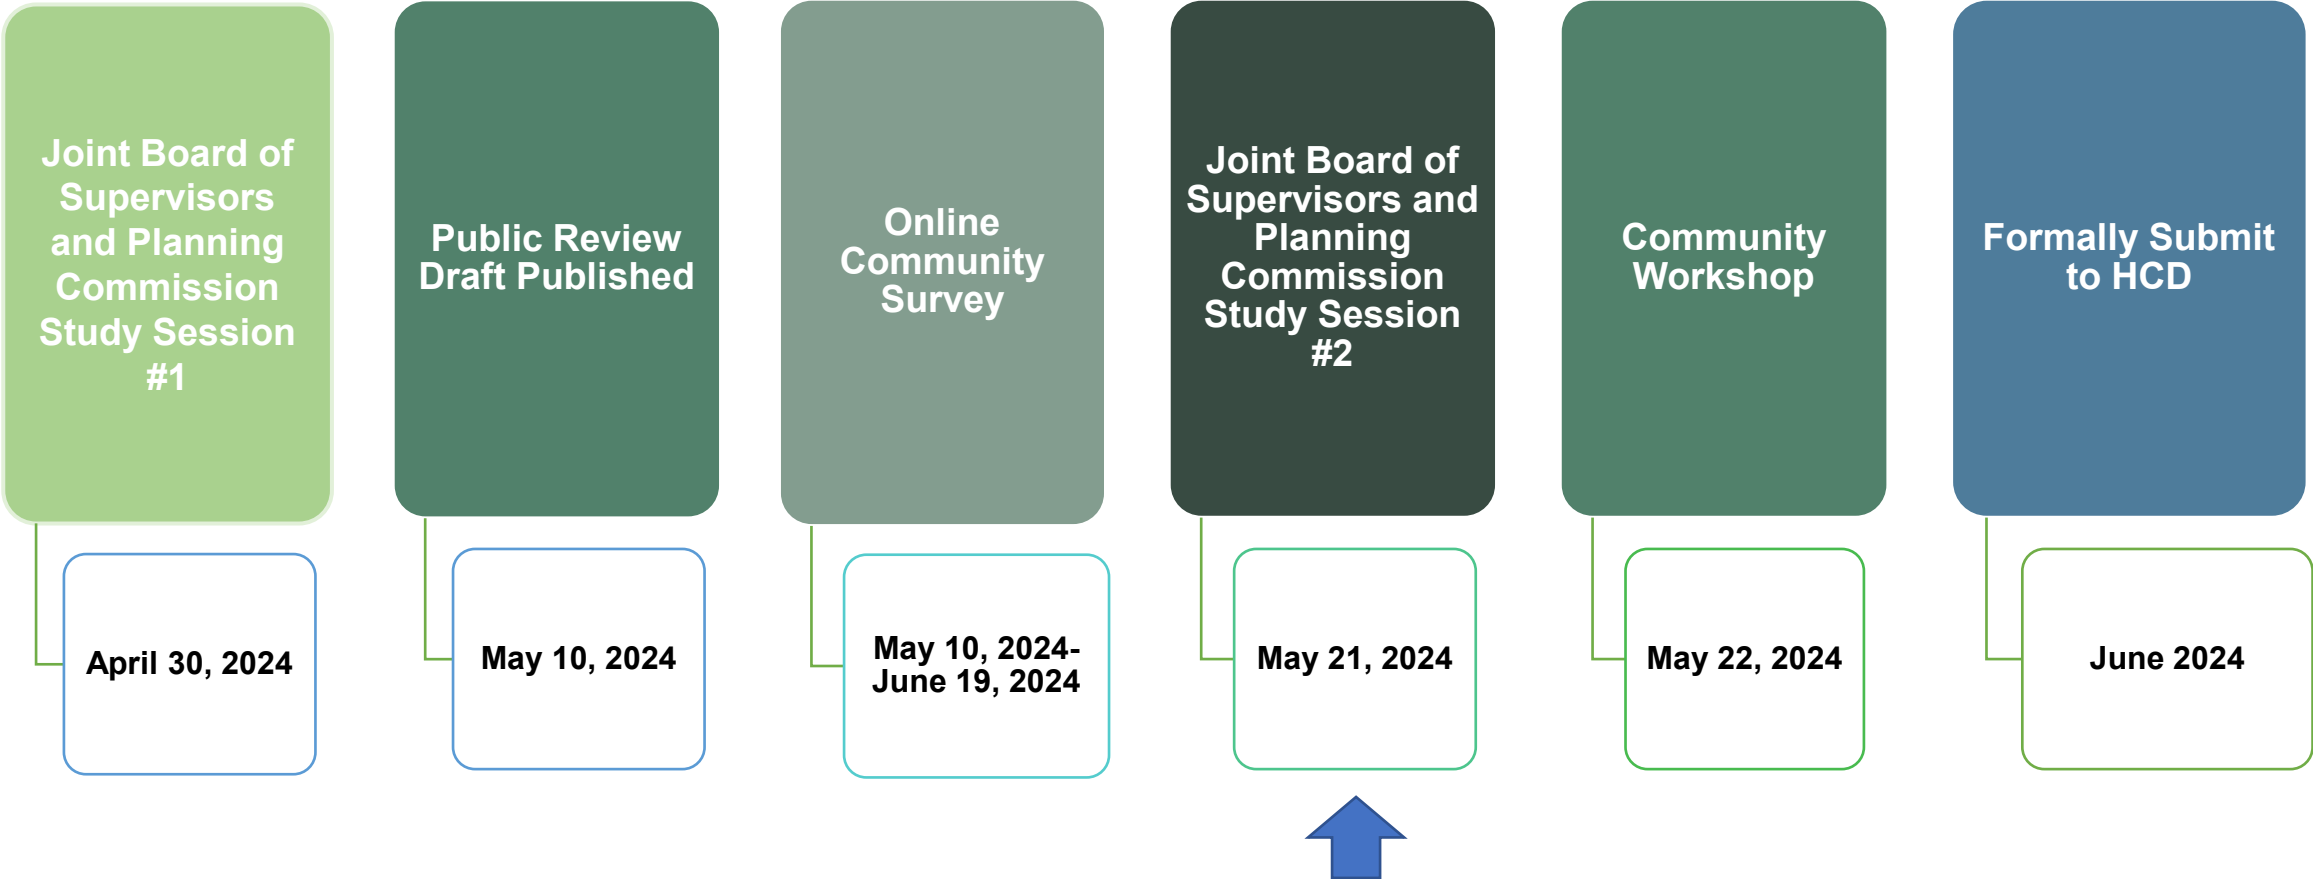 Joint Board of
Supervisors
and Planning
Commission
Study Session
#1
April 30, 2024
Public Review
Draft Published
May 10, 2024
Online
Community
Survey
May 10, 2024-
June 19, 2024
Joint Board of
Supervisors and
Planning
Commission
Study Session
#2
May 21, 2024
Community
Workshop
May 22, 2024
Formally Submit
to HCD
June 2024